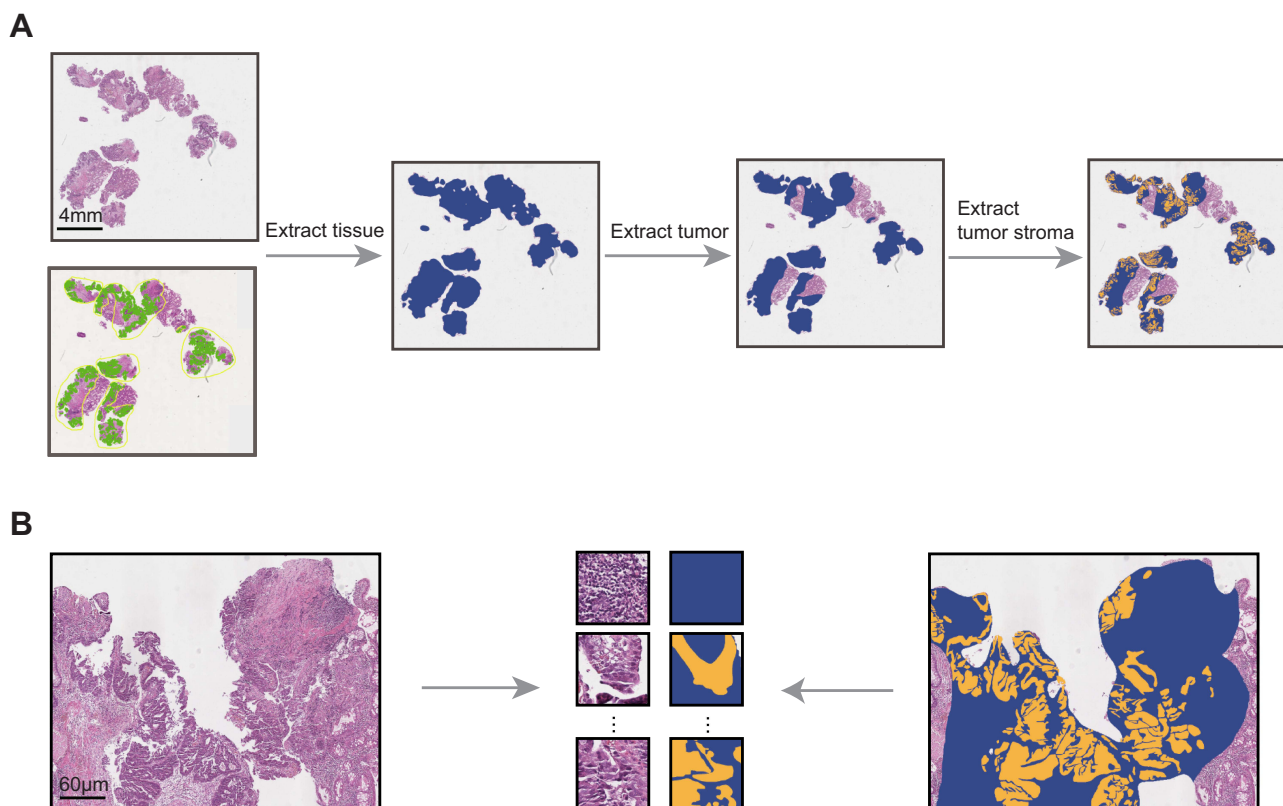 A
4mm
Extract tissue
Extract tumor
Extract
tumor stroma
B
60μm
...
...